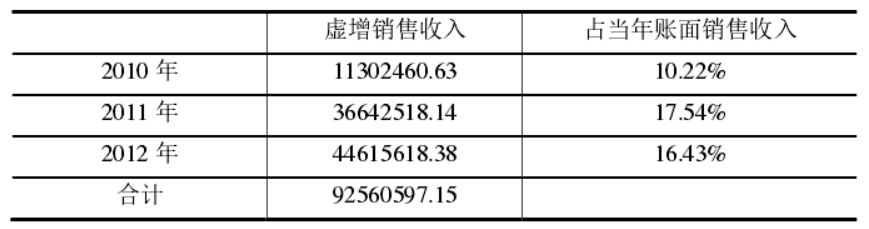 虚增销售收入 占当年账面销售收入
2010 年 11302460.63 10.22%
2011 年 36642518.14 17.54%
2012 年 44615618.38 16.43%
合计 92560597.15